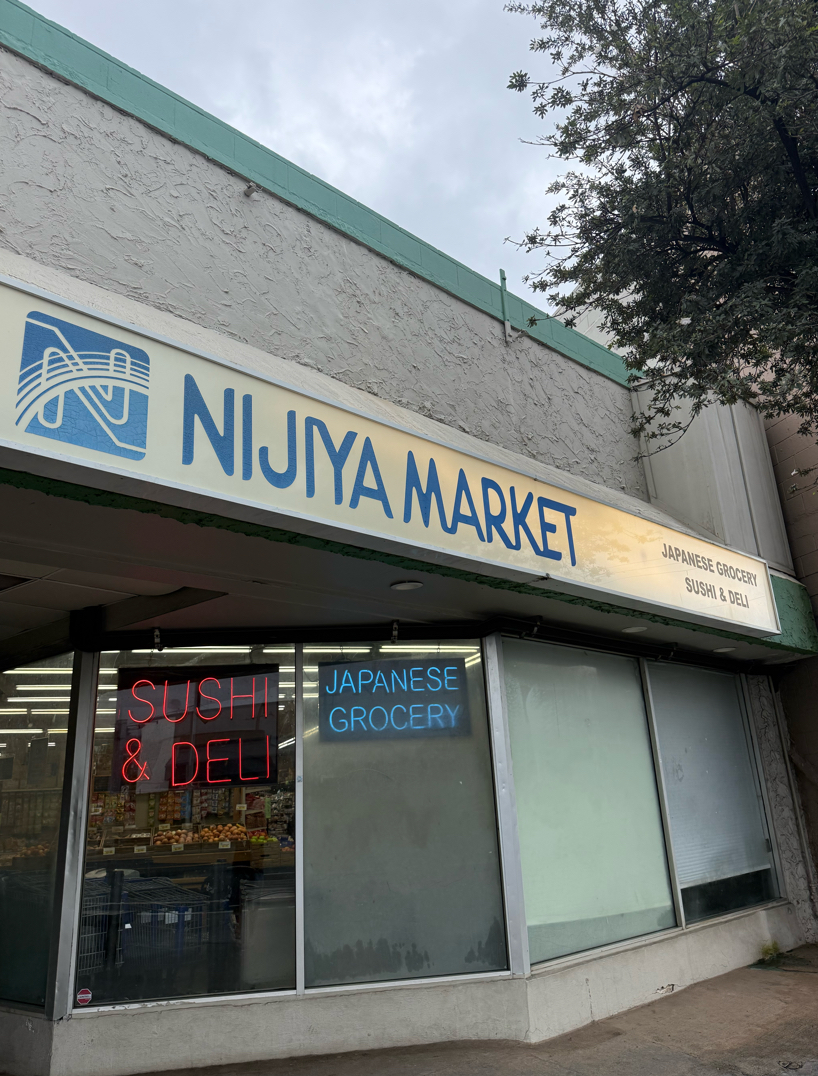 NIJIYA MARKET
JAPANESE GROCERY
SUSHI & DELI
SUSHI
& DELI
JAPANESE
GROCERY